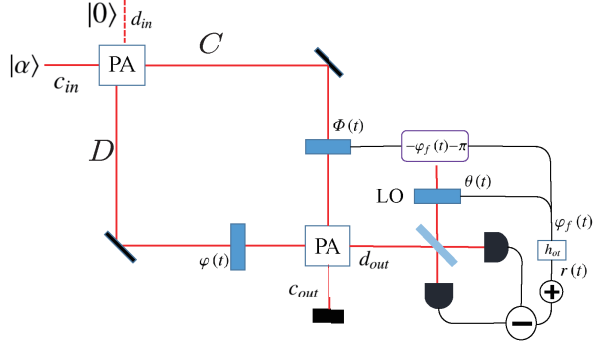 |0⟩ d_in
C
|α⟩ PA
c_in
Φ(t)
−φ_f(t)−π
D
θ(t)
LO
φ_f(t)
PA
φ(t)
d_out
h_ot
r(t)
c_out
+
−